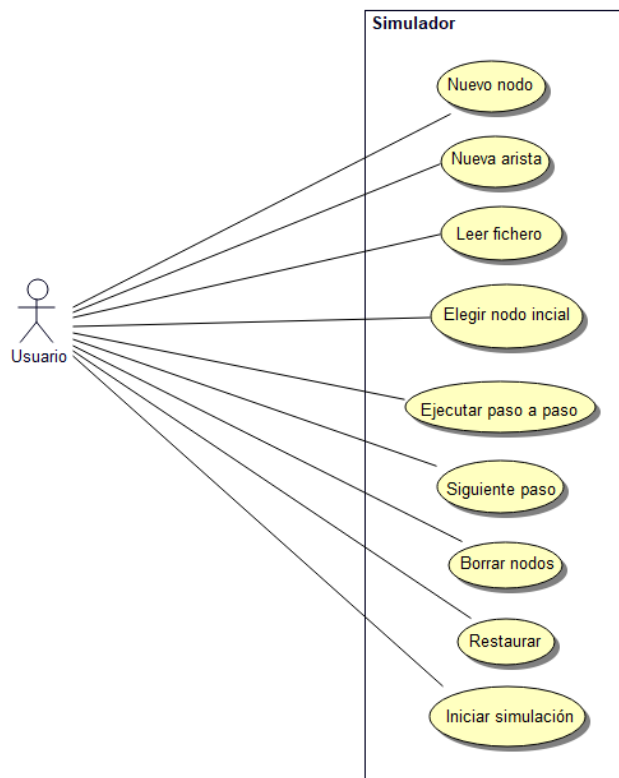 Simulador
Nuevo nodo
Nueva arista
Leer fichero
Elegir nodo incial
Usuario
Ejecutar paso a paso
Siguiente paso
Borrar nodos
Restaurar
Iniciar simulación